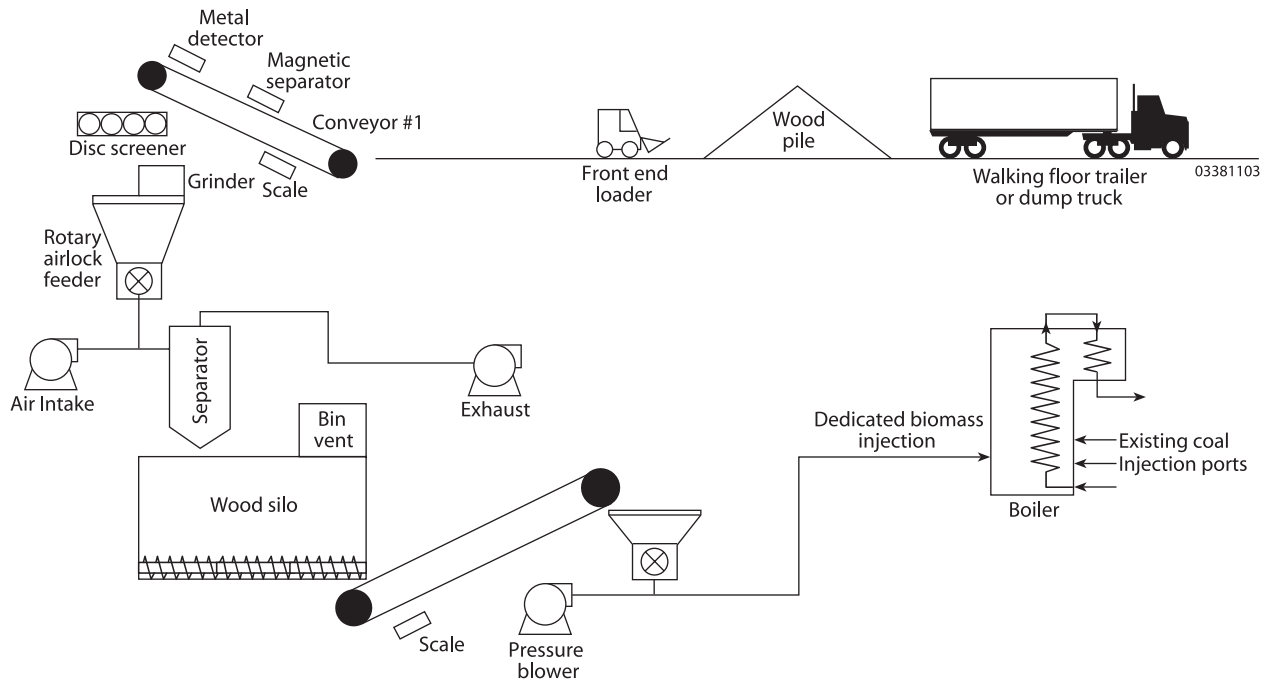 Metal
detector
Magnetic
separator
Conveyor #1
Disc screener
Scale
Grinder
Wood
pile
Front end
loader
Walking floor trailer
or dump truck
03381103
Rotary
airlock
feeder
Separator
Air Intake
Exhaust
Bin
vent
Wood silo
Dedicated biomass
injection
Existing coal
Injection ports
Boiler
Scale
Pressure
blower